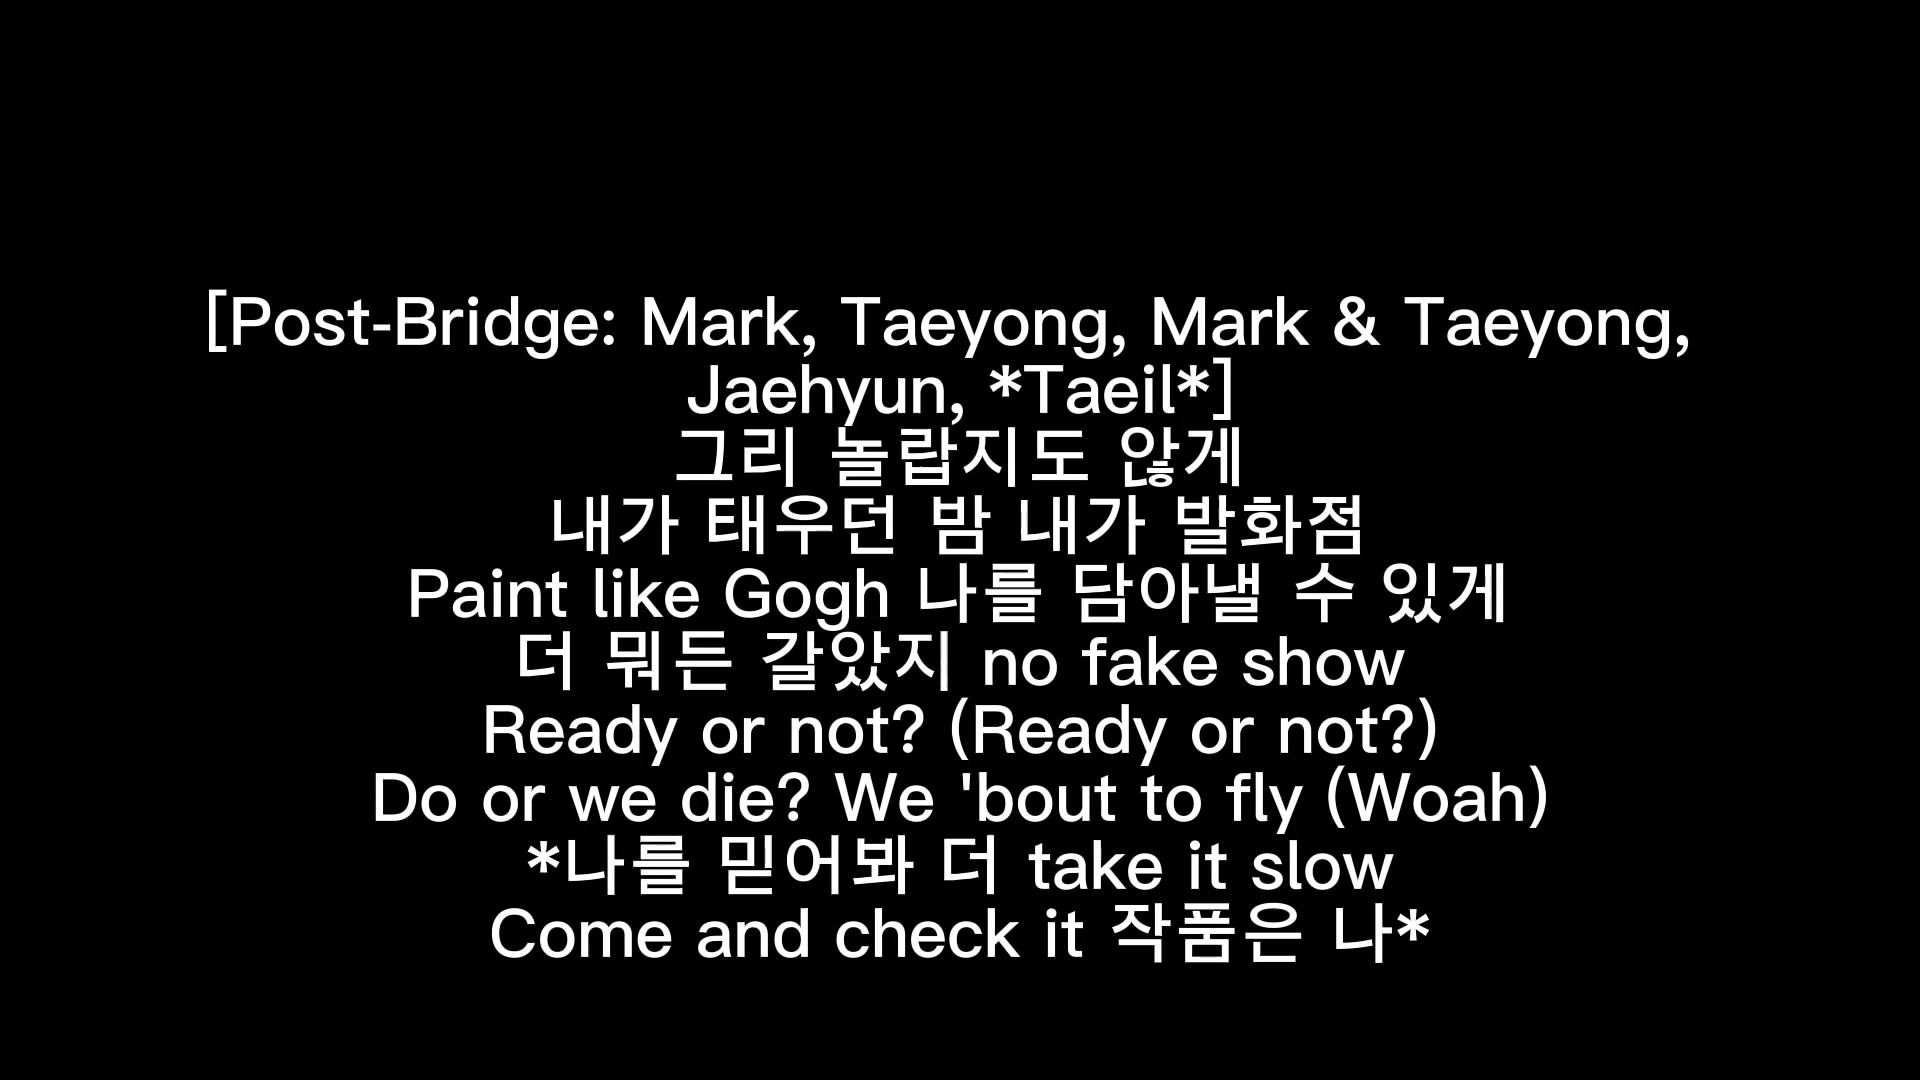 [Post-Bridge: Mark, Taeyong, Mark & Taeyong,
Jaehyun, *Taeil*]
그리 놀랍지도 않게
내가 태우던 밤 내가 발화점
Paint like Gogh 나를 담아낼 수 있게
더 뭐든 갈았지 no fake show
Ready or not? (Ready or not?)
Do or we die? We 'bout to fly (Woah)
*나를 믿어봐 더 take it slow
Come and check it 작품은 나*